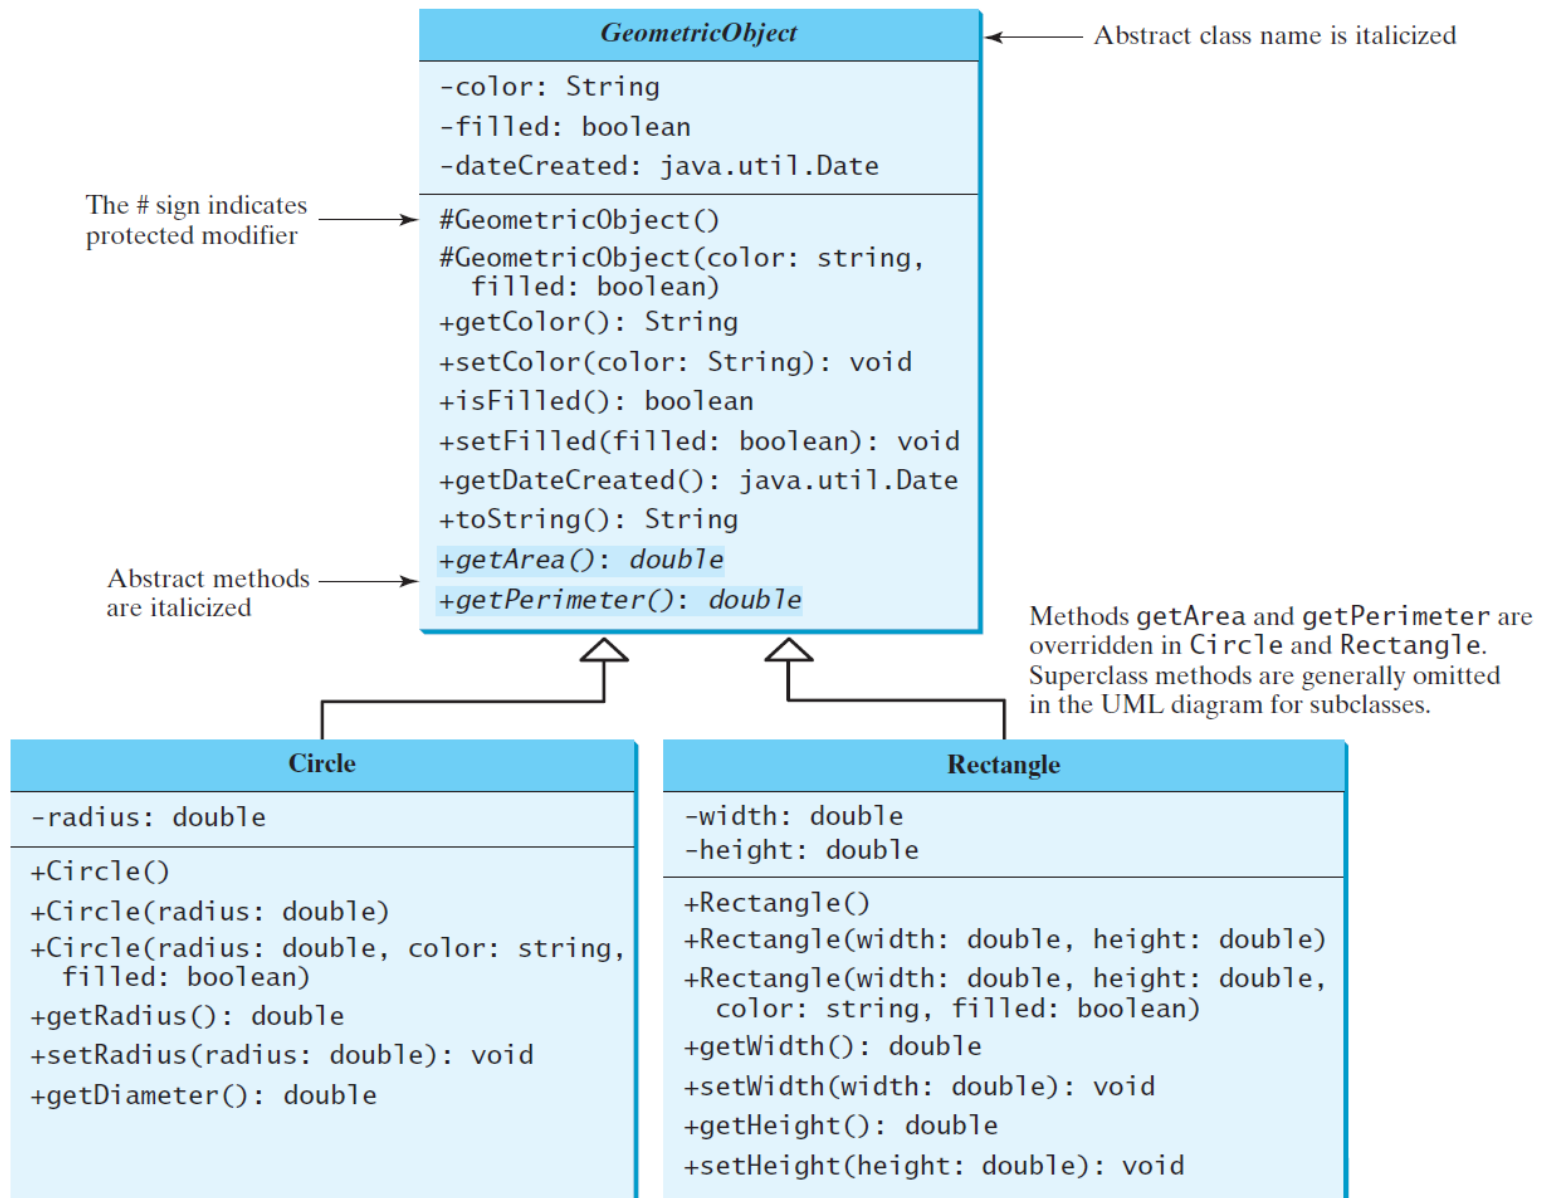 GeometricObject
Abstract class name is italicized
-color: String
-filled: boolean
-dateCreated: java.util.Date
The # sign indicates
protected modifier
#GeometricObject()
#GeometricObject(color: string,
filled: boolean)
+getColor(): String
+setColor(color: String): void
+isFilled(): boolean
+setFilled(filled: boolean): void
+getDateCreated(): java.util.Date
+toString(): String
+getArea(): double
+getPerimeter(): double
Abstract methods
are italicized
Methods getArea and getPerimeter are
overridden in Circle and Rectangle.
Superclass methods are generally omitted
in the UML diagram for subclasses.
Circle
-radius: double
+Circle()
+Circle(radius: double)
+Circle(radius: double, color: string,
filled: boolean)
+getRadius(): double
+setRadius(radius: double): void
+getDiameter(): double
Rectangle
-width: double
-height: double
+Rectangle()
+Rectangle(width: double, height: double)
+Rectangle(width: double, height: double,
color: string, filled: boolean)
+getWidth(): double
+setWidth(width: double): void
+getHeight(): double
+setHeight(height: double): void